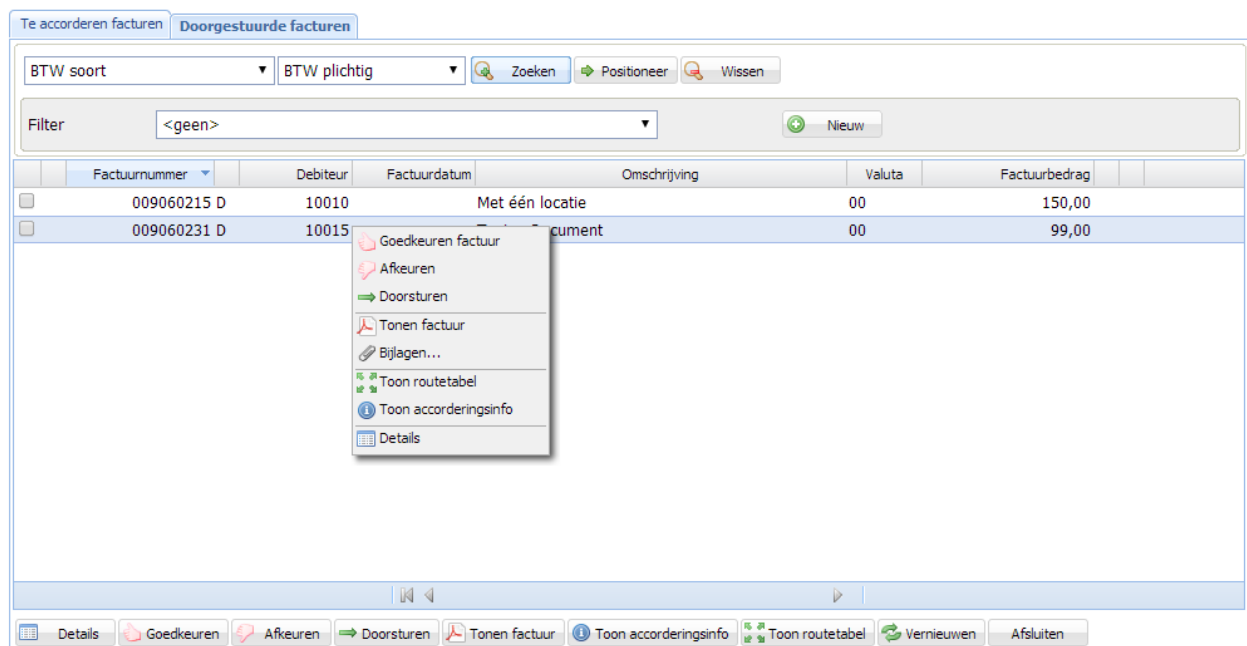 Te accorderen facturen Doorgestuurde facturen
BTW soort BTW plichtig Zoeken Positioneer Wissen
Filter <geen> Nieuw
Factuurnummer Debiteur Factuurdatum Omschrijving Valuta Factuurbedrag
009060215 D 10010 Met één locatie 00 150,00
009060231 D 10015 cument 00 99,00
Goedkeuren factuur
Afkeuren
Doorsturen
Tonen factuur
Bijlagen...
Toon routetabel
Toon accorderingsinfo
Details
Details Goedkeuren Afkeuren Doorsturen Tonen factuur Toon accorderingsinfo Toon routetabel Vernieuwen Afsluiten